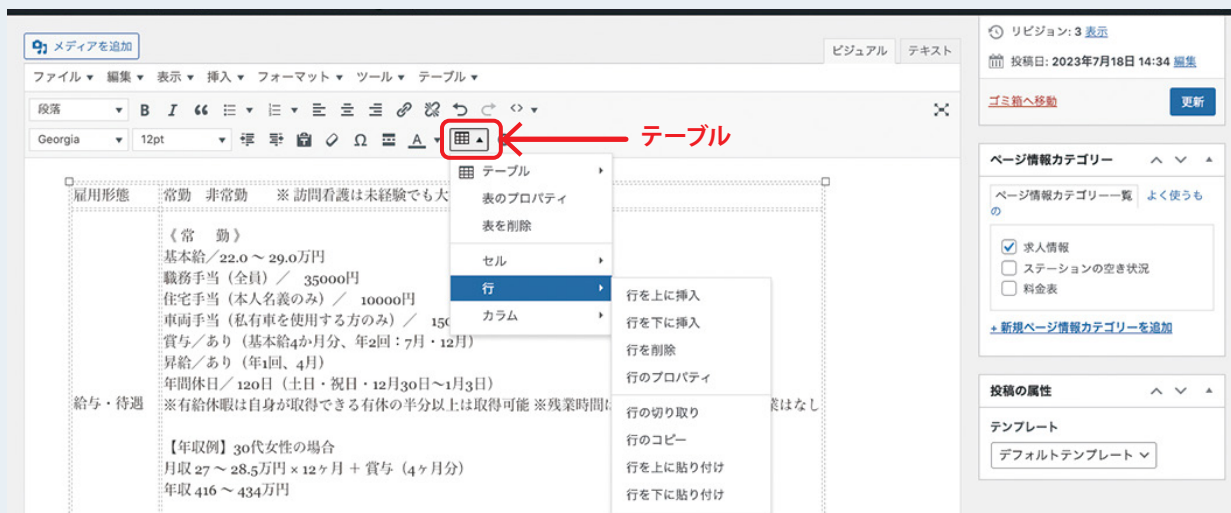 メディアを追加
ビジュアル テキスト
ファイル 編集 表示 挿入 フォーマット ツール テーブル
段落 B I
Georgia 12pt A
テーブル
テーブル
表のプロパティ
表を削除
セル
行
カラム
行を上に挿入
行を下に挿入
行を削除
行のプロパティ
行の切り取り
行のコピー
行を上に貼り付け
行を下に貼り付け
雇用形態 常勤 非常勤 ※ 訪問看護は未経験でも大
給与・待遇
《 常 勤 》
基本給／22.0 〜 29.0万円
職務手当（全員）／ 35000円
住宅手当（本人名義のみ）／ 10000円
車両手当（私有車を使用する方のみ）／ 150
賞与／あり（基本給4か月分、年2回：7月・12月）
昇給／あり（年1回、4月）
年間休日／ 120日（土日・祝日・12月30日〜1月3日）
※有給休暇は自身が取得できる有休の半分以上は取得可能 ※残業時間に 業はなし
【年収例】30代女性の場合
月収 27 〜 28.5万円 × 12ヶ月 ＋ 賞与（4ヶ月分）
年収 416 〜 434万円
リビジョン: 3 表示
投稿日: 2023年7月18日 14:34 編集
ゴミ箱へ移動 更新
ページ情報カテゴリー
ページ情報カテゴリー一覧 よく使うも
の
求人情報
ステーションの空き状況
料金表
+ 新規ページ情報カテゴリーを追加
投稿の属性
テンプレート
デフォルトテンプレート